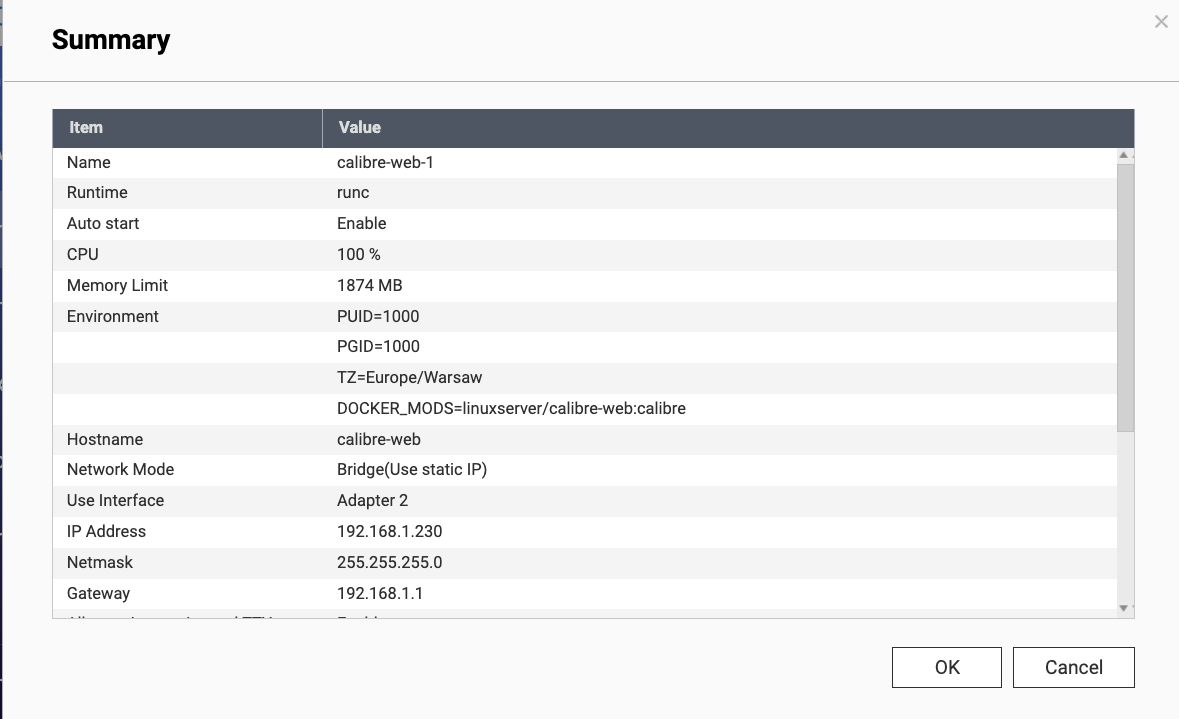 Summary
Item Value
Name calibre-web-1
Runtime runc
Auto start Enable
CPU 100 %
Memory Limit 1874 MB
Environment PUID=1000
PGID=1000
TZ=Europe/Warsaw
DOCKER_MODS=linuxserver/calibre-web:calibre
Hostname calibre-web
Network Mode Bridge(Use static IP)
Use Interface Adapter 2
IP Address 192.168.1.230
Netmask 255.255.255.0
Gateway 192.168.1.1
OK Cancel